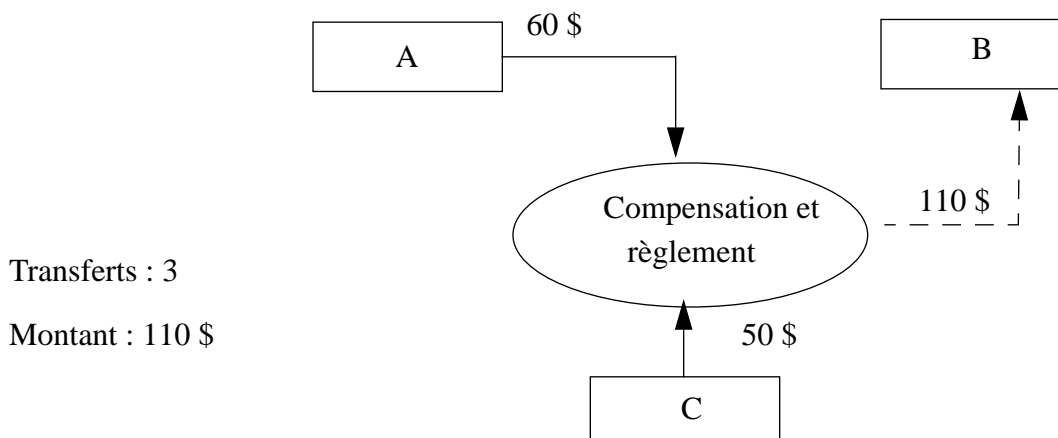 60 $
A
B
Compensation et
110 $
règlement
Transferts : 3
Montant : 110 $
50 $
C